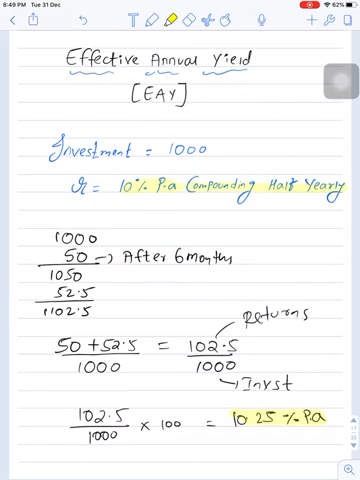 8:49 PM Tue 31 Dec
62%
Effective Annual Yield
[EAY]
Investment = 1000
r = 10% P.a Compounding Half Yearly
1000
50 → After 6 months
1050
52.5
1102.5
Returns
50 + 52.5 / 1000 = 102.5 / 1000
→ Invst
102.5 / 1000 × 100 = 10 25 % P.a